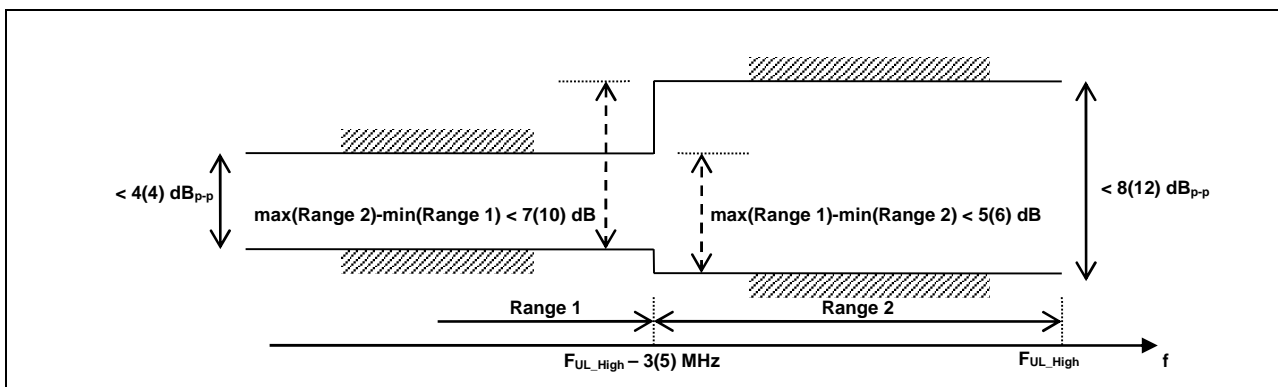 < 4(4) dBp-p
max(Range 2)-min(Range 1) < 7(10) dB
max(Range 1)-min(Range 2) < 5(6) dB
< 8(12) dBp-p
Range 1
Range 2
FUL_High – 3(5) MHz
FUL_High
f